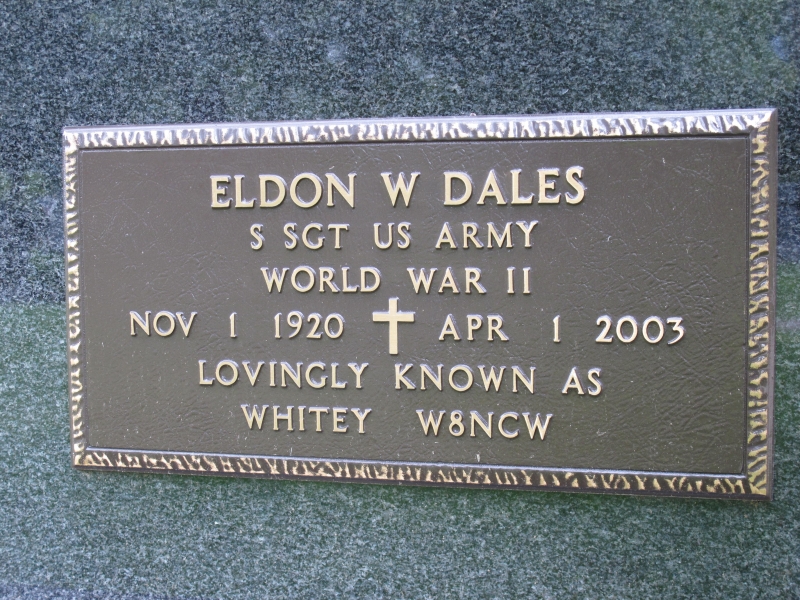 ELDON W DALES
S SGT US ARMY
WORLD WAR II
NOV 1 1920 APR 1 2003
LOVINGLY KNOWN AS
WHITEY W8NCW